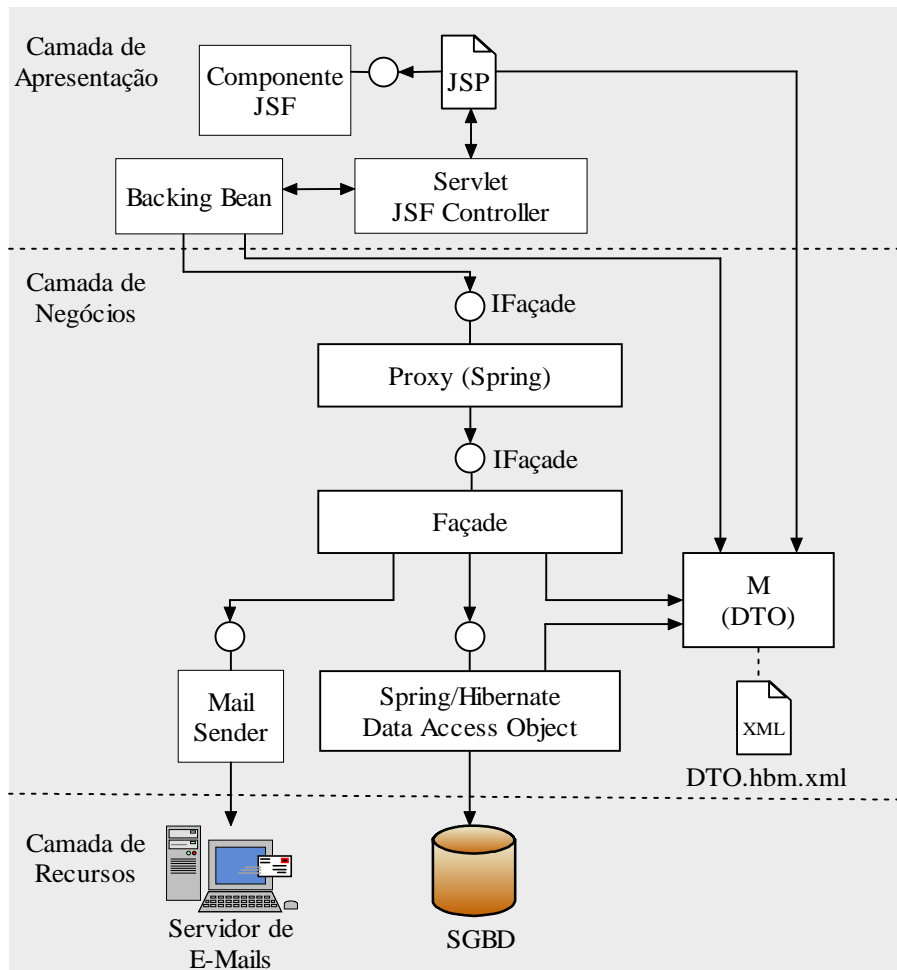 Camada de
Apresentação
Componente
JSF
JSP
Backing Bean
Servlet
JSF Controller
Camada de
Negócios
IFaçade
Proxy (Spring)
IFaçade
Façade
M
(DTO)
Mail
Sender
Spring/Hibernate
Data Access Object
XML
DTO.hbm.xml
Camada de
Recursos
Servidor de
E-Mails
SGBD